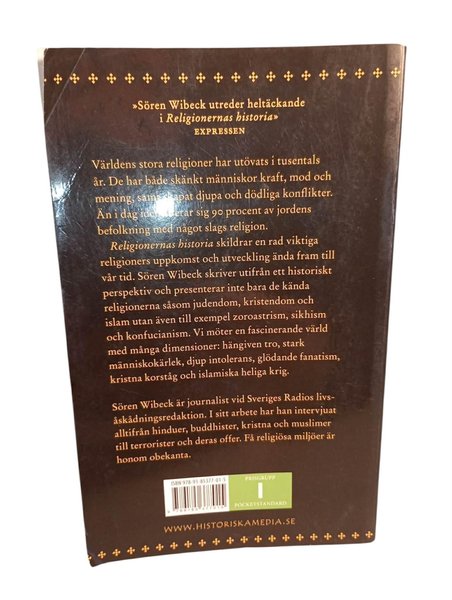 »Sören Wibeck utreder heltäckande
i Religionernas historia»
EXPRESSEN
Världens stora religioner har utövats i tusentals
år. De har både skänkt människor kraft, mod och
mening, samt skapat djupa och dödliga konflikter.
Än i dag identifierar sig 90 procent av jordens
befolkning med något slags religion.
Religionernas historia skildrar en rad viktiga
religioners uppkomst och utveckling ända fram till
vår tid. Sören Wibeck skriver utifrån ett historiskt
perspektiv och presenterar inte bara de kända
religionerna såsom judendom, kristendom och
islam utan även till exempel zoroastrism, sikhism
och konfucianism. Vi möter en fascinerande värld
med många dimensioner: hängiven tro, stark
människokärlek, djup intolerans, glödande fanatism,
kristna korståg och islamiska heliga krig.
Sören Wibeck är journalist vid Sveriges Radios livs-
åskådningsredaktion. I sitt arbete har han intervjuat
alltifrån hinduer, buddhister, kristna och muslimer
till terrorister och deras offer. Få religiösa miljöer är
honom obekanta.
PRISGRUPP
I
POCKETSTANDARD
WWW.HISTORISKAMEDIA.SE